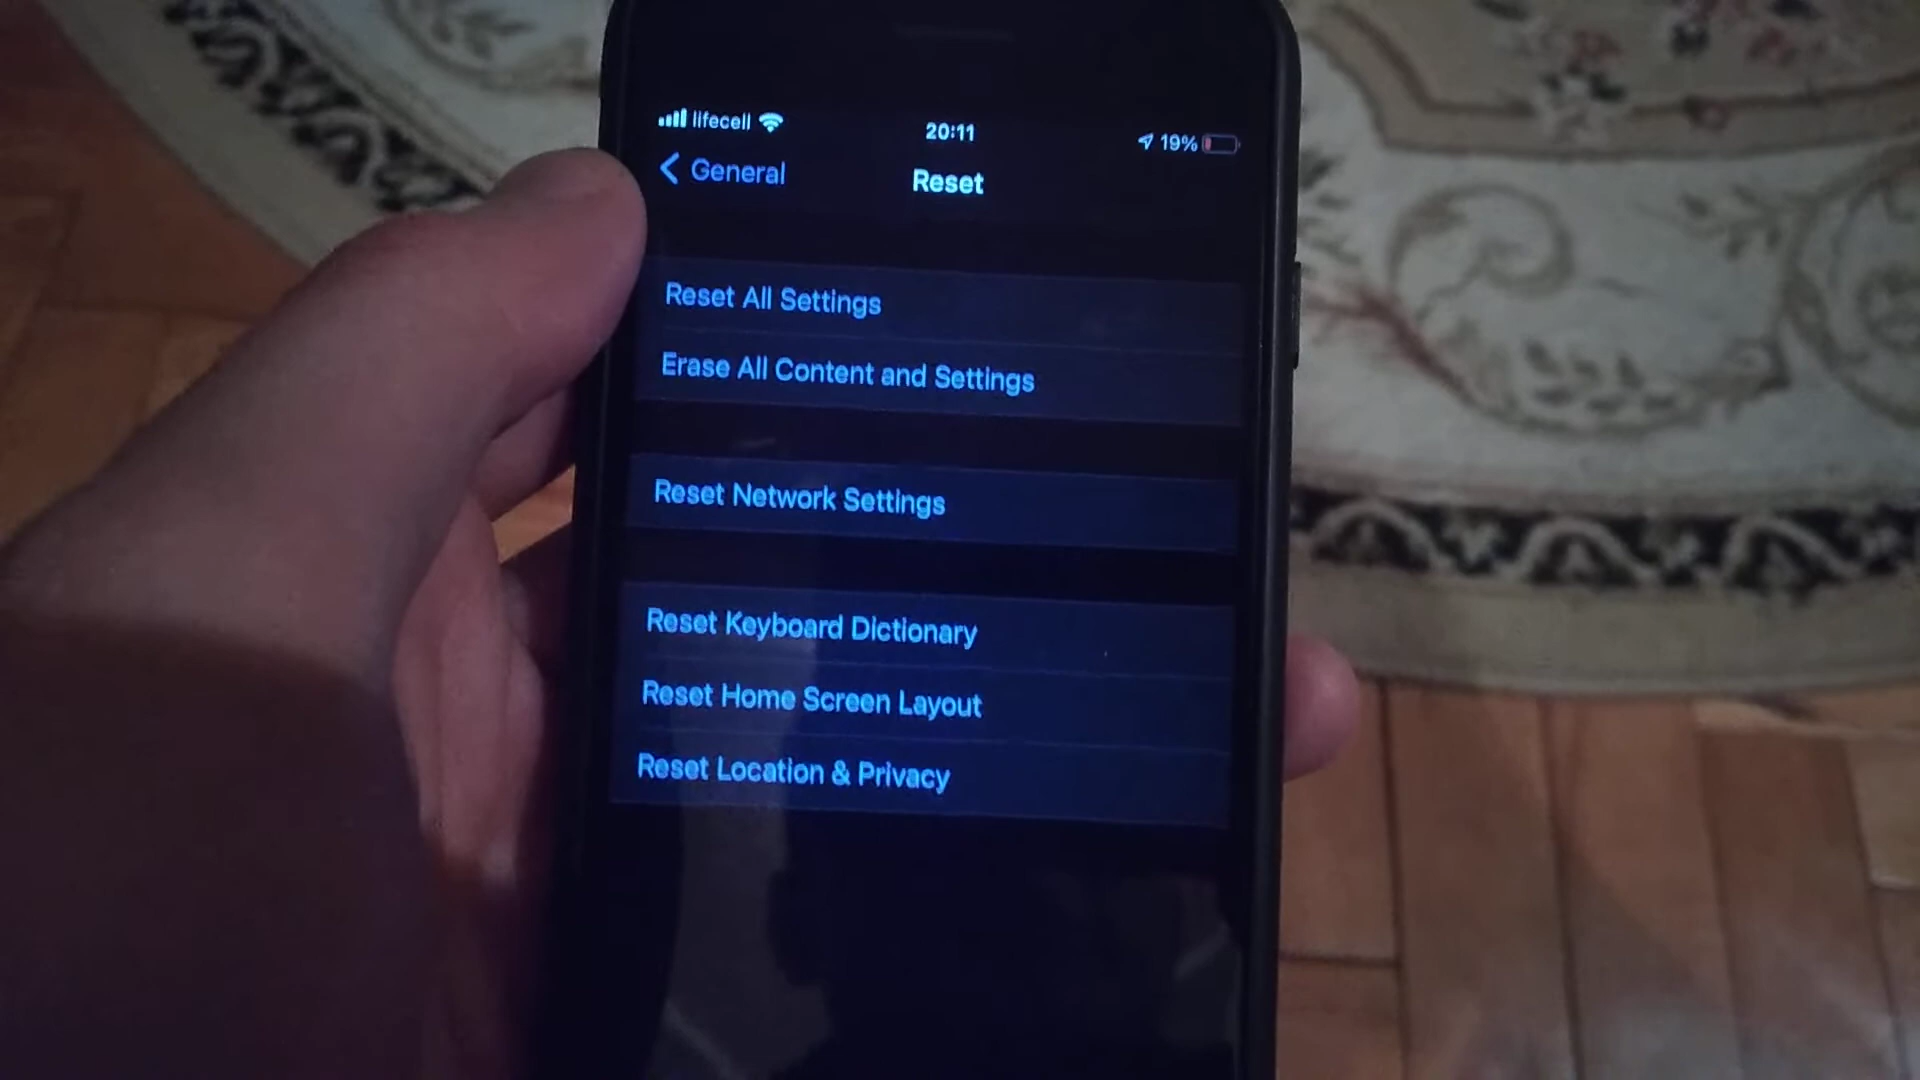 lifecell
20:11
19%
General
Reset
Reset All Settings
Erase All Content and Settings
Reset Network Settings
Reset Keyboard Dictionary
Reset Home Screen Layout
Reset Location & Privacy